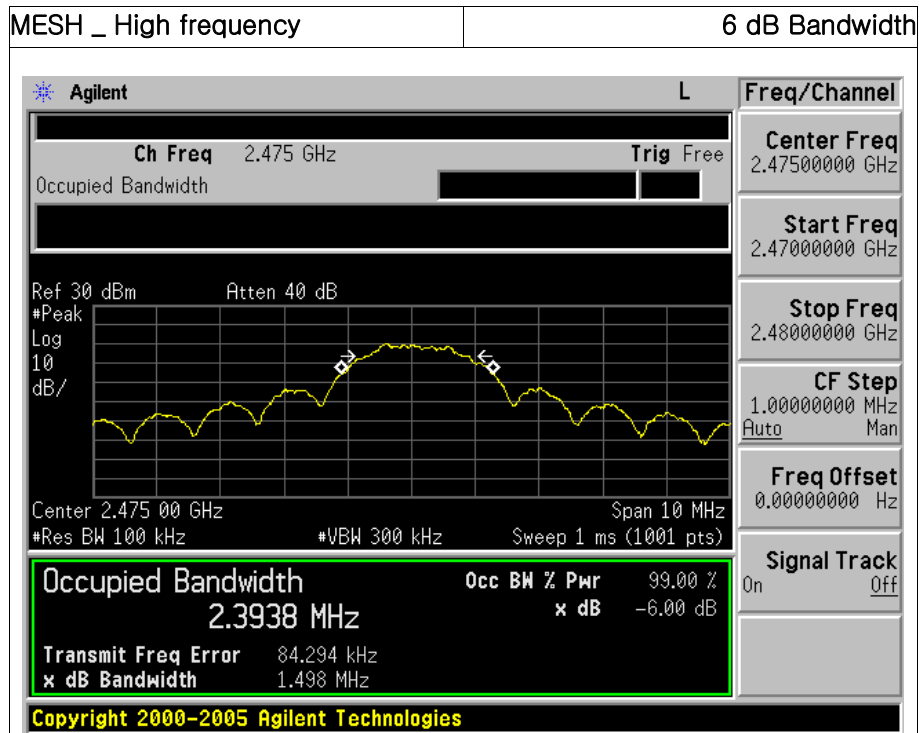 MESH _ High frequency 6 dB Bandwidth
Agilent L Freq/Channel
Ch Freq 2.475 GHz Trig Free
Occupied Bandwidth
Center Freq
2.47500000 GHz
Start Freq
2.47000000 GHz
Stop Freq
2.48000000 GHz
CF Step
1.00000000 MHz
Auto Man
Freq Offset
0.00000000 Hz
Signal Track
On Off
Ref 30 dBm Atten 40 dB
#Peak
Log
10
dB/
Center 2.475 00 GHz Span 10 MHz
#Res BW 100 kHz #VBW 300 kHz Sweep 1 ms (1001 pts)
Occupied Bandwidth Occ BW % Pwr 99.00 %
2.3938 MHz x dB -6.00 dB
Transmit Freq Error 84.294 kHz
x dB Bandwidth 1.498 MHz
Copyright 2000-2005 Agilent Technologies